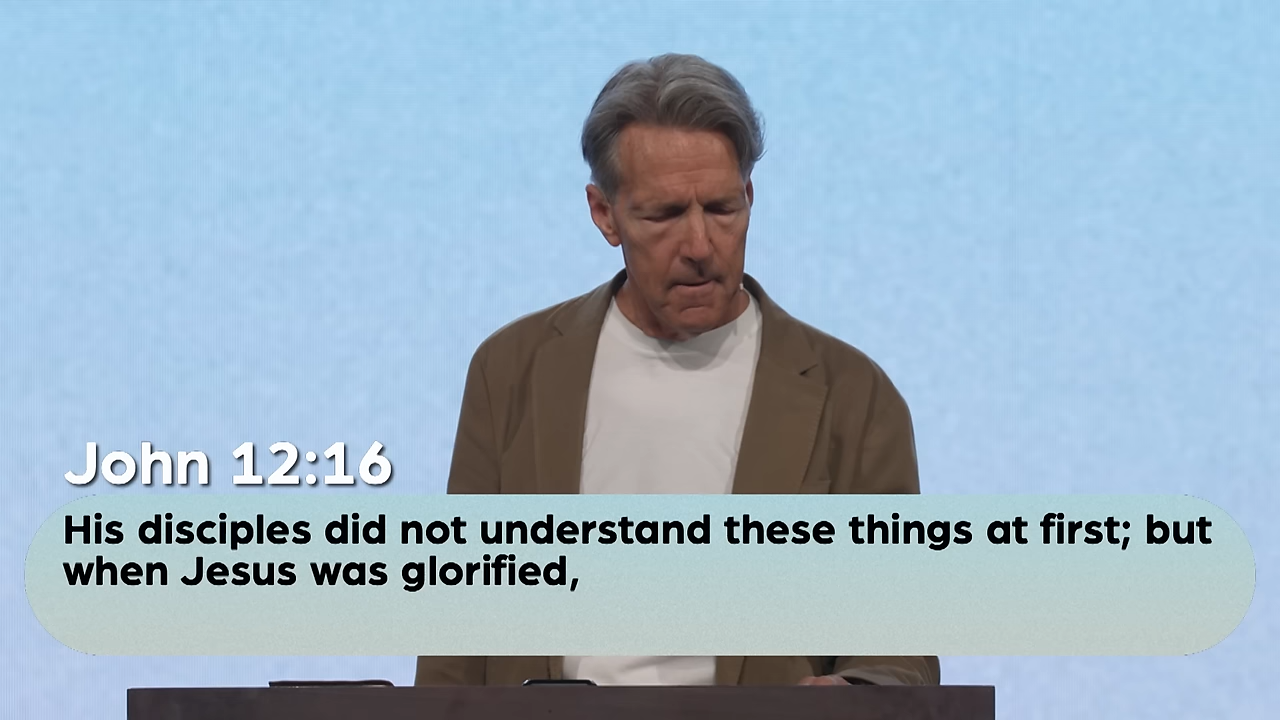 John 12:16
His disciples did not understand these things at first; but
when Jesus was glorified,